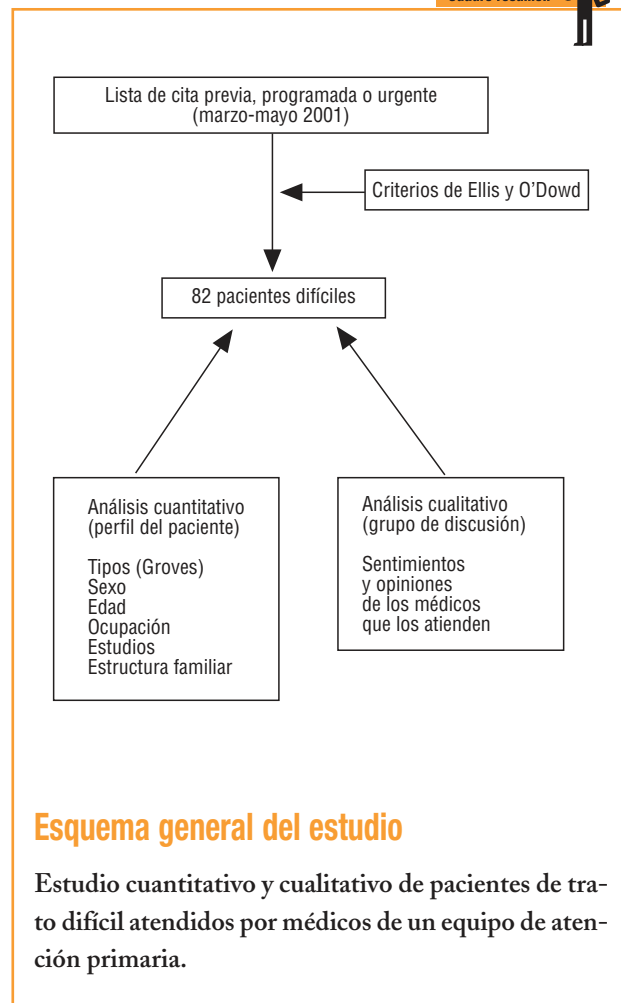 Lista de cita previa, programada o urgente
(marzo-mayo 2001)
Criterios de Ellis y O'Dowd
82 pacientes difíciles
Análisis cuantitativo
(perfil del paciente)
Tipos (Groves)
Sexo
Edad
Ocupación
Estudios
Estructura familiar
Análisis cualitativo
(grupo de discusión)
Sentimientos
y opiniones
de los médicos
que los atienden
Esquema general del estudio
Estudio cuantitativo y cualitativo de pacientes de tra-
to difícil atendidos por médicos de un equipo de aten-
ción primaria.